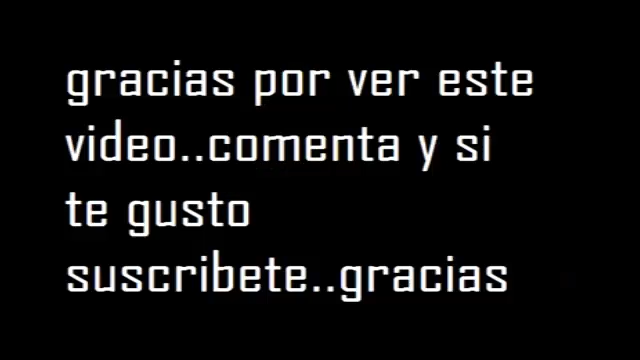 gracias por ver este
video..comenta y si
te gusto
suscribete..gracias